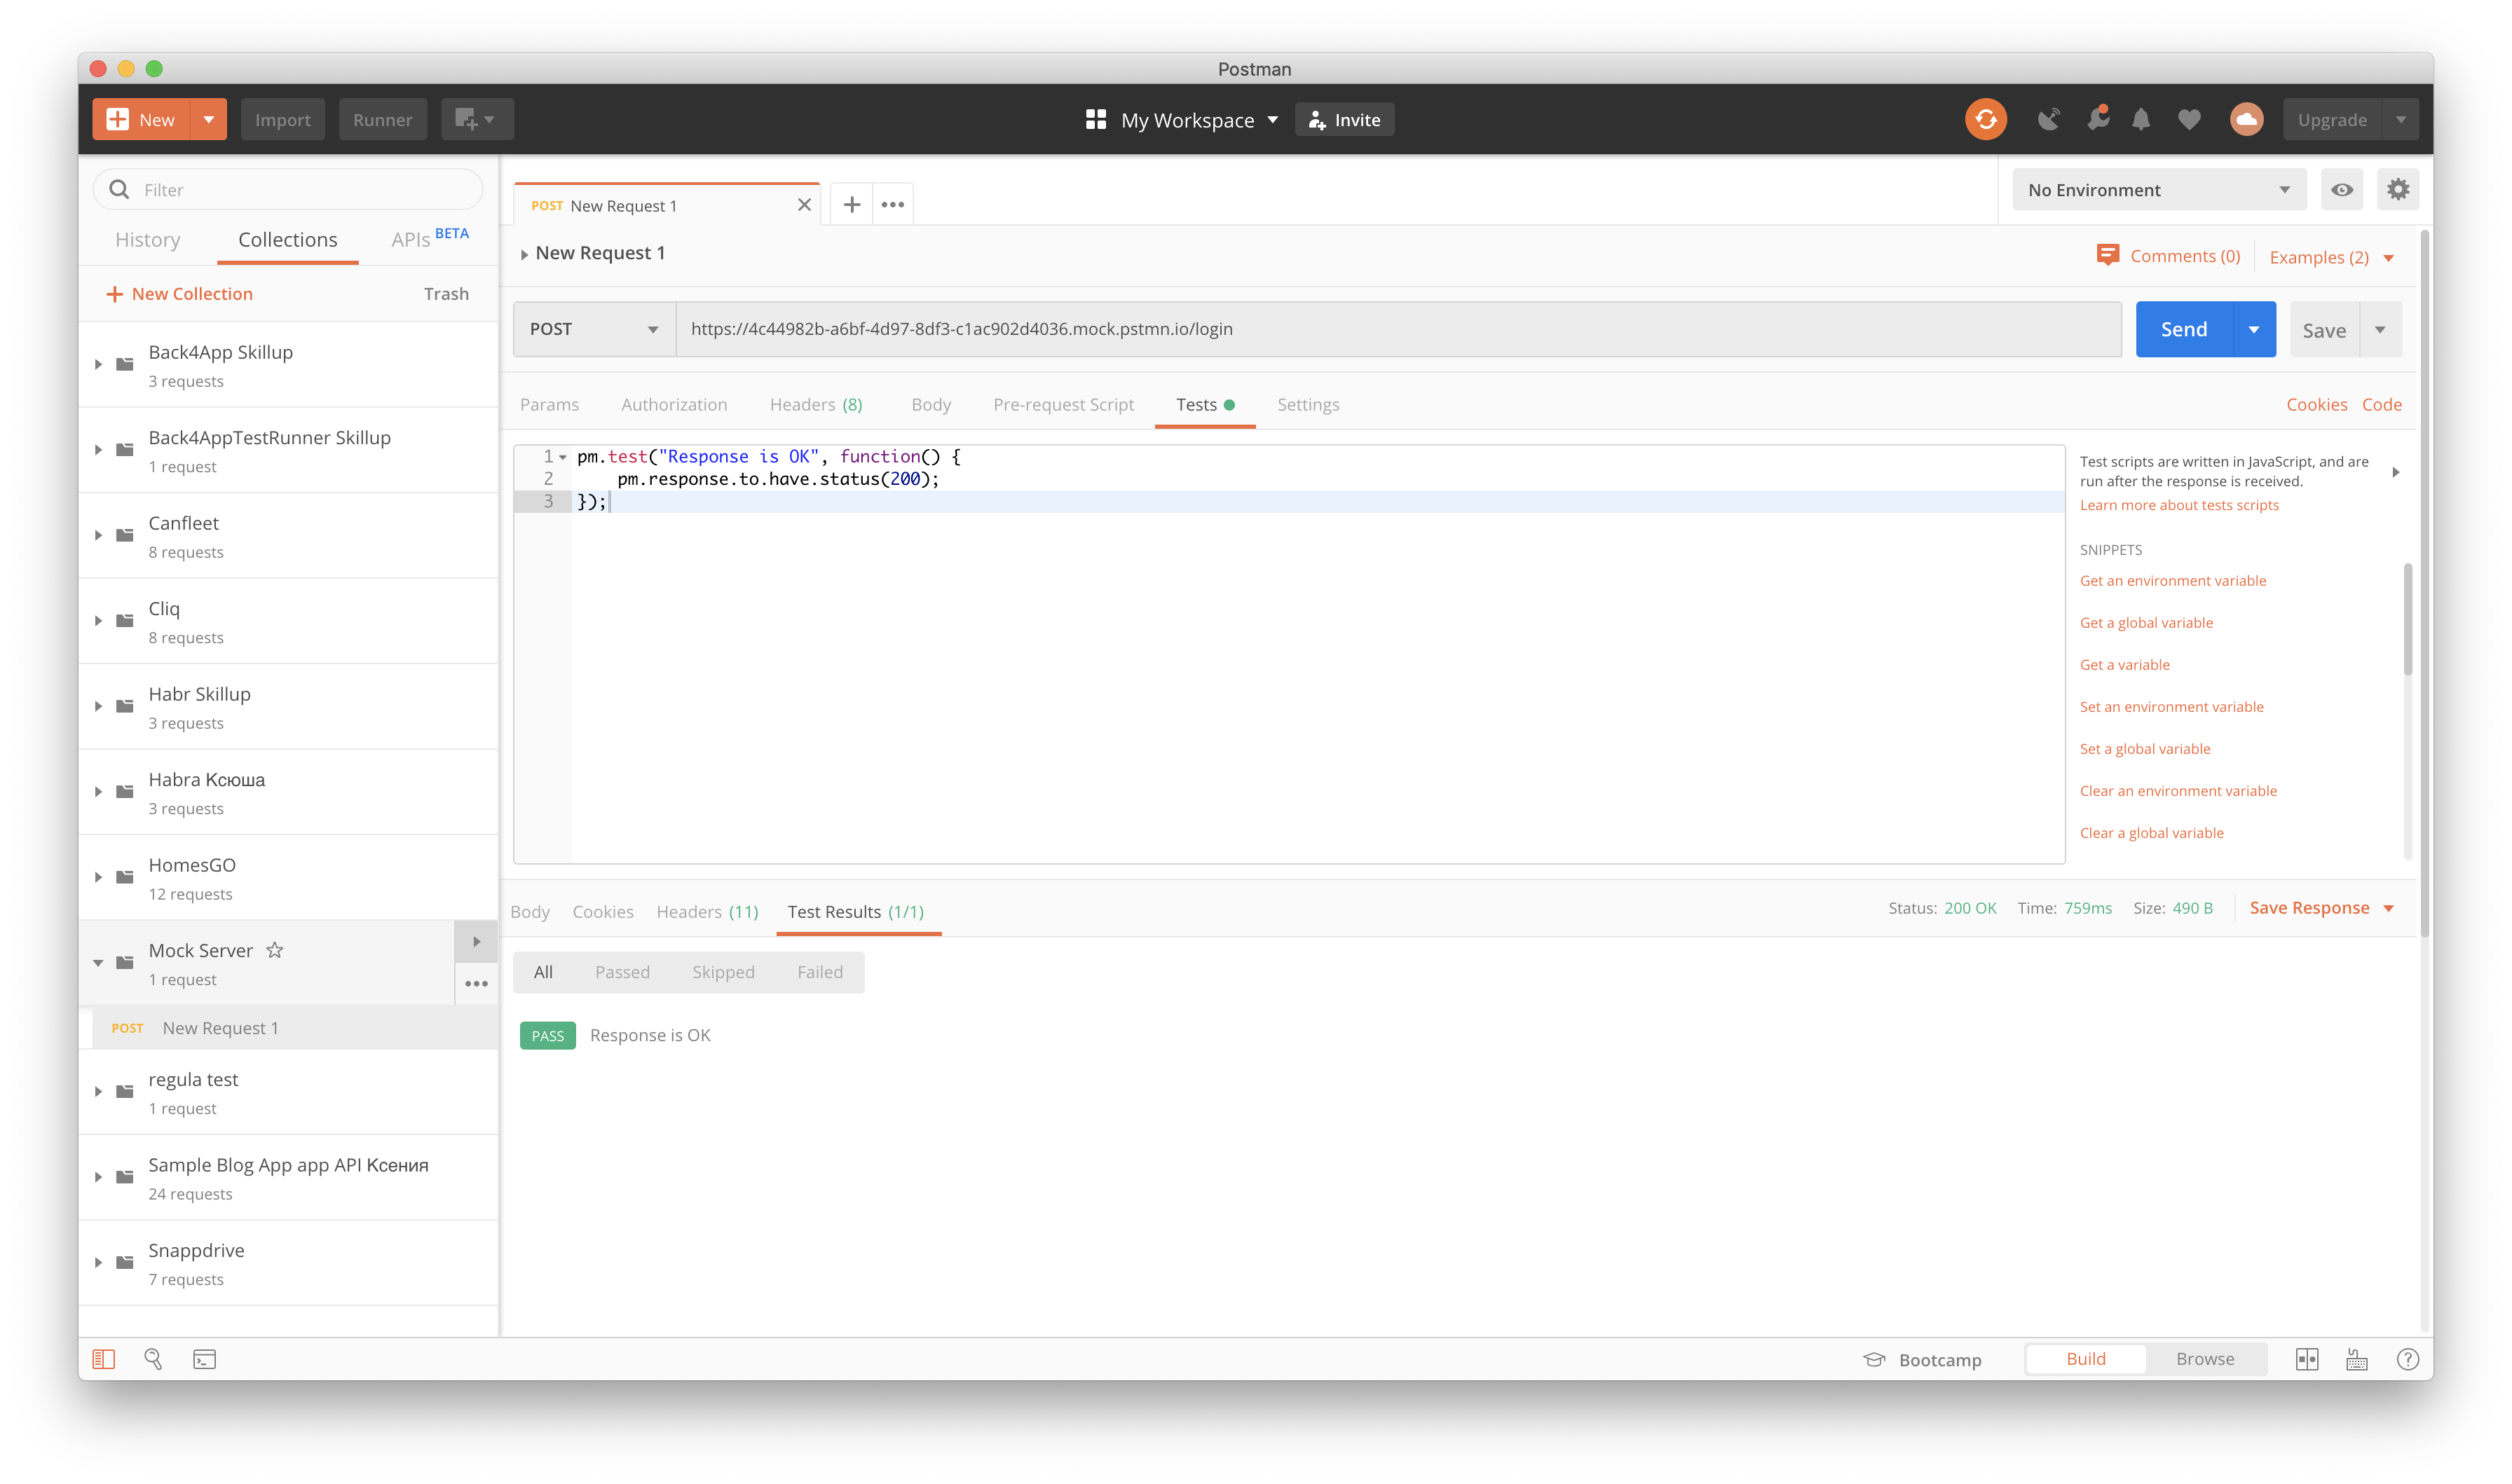 Postman
New
Import
Runner
My Workspace
Invite
Upgrade
Filter
History
Collections
APIs BETA
New Collection
Trash
Back4App Skillup
3 requests
Back4AppTestRunner Skillup
1 request
Canfleet
8 requests
Cliq
8 requests
Habr Skillup
3 requests
Habra Ксюша
3 requests
HomesGO
12 requests
Mock Server
1 request
POST New Request 1
regula test
1 request
Sample Blog App app API Ксения
24 requests
Snappdrive
7 requests
POST New Request 1
No Environment
New Request 1
Comments (0)
Examples (2)
POST
https://4c44982b-a6bf-4d97-8df3-c1ac902d4036.mock.pstmn.io/login
Send
Save
Params
Authorization
Headers (8)
Body
Pre-request Script
Tests
Settings
Cookies
Code
1 pm.test("Response is OK", function() {
2 pm.response.to.have.status(200);
3 });
Test scripts are written in JavaScript, and are
run after the response is received.
Learn more about tests scripts
SNIPPETS
Get an environment variable
Get a global variable
Get a variable
Set an environment variable
Set a global variable
Clear an environment variable
Clear a global variable
Body
Cookies
Headers (11)
Test Results (1/1)
Status: 200 OK
Time: 759ms
Size: 490 B
Save Response
All
Passed
Skipped
Failed
PASS Response is OK
Bootcamp
Build
Browse